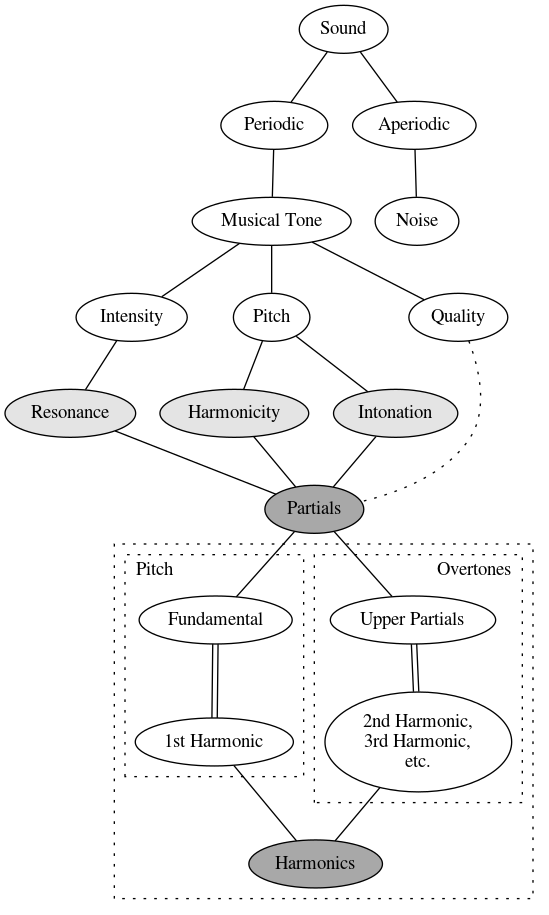 Sound
Periodic
Aperiodic
Musical Tone
Noise
Intensity
Pitch
Quality
Resonance
Harmonicity
Intonation
Partials
Pitch
Overtones
Fundamental
Upper Partials
1st Harmonic
2nd Harmonic,
3rd Harmonic,
etc.
Harmonics